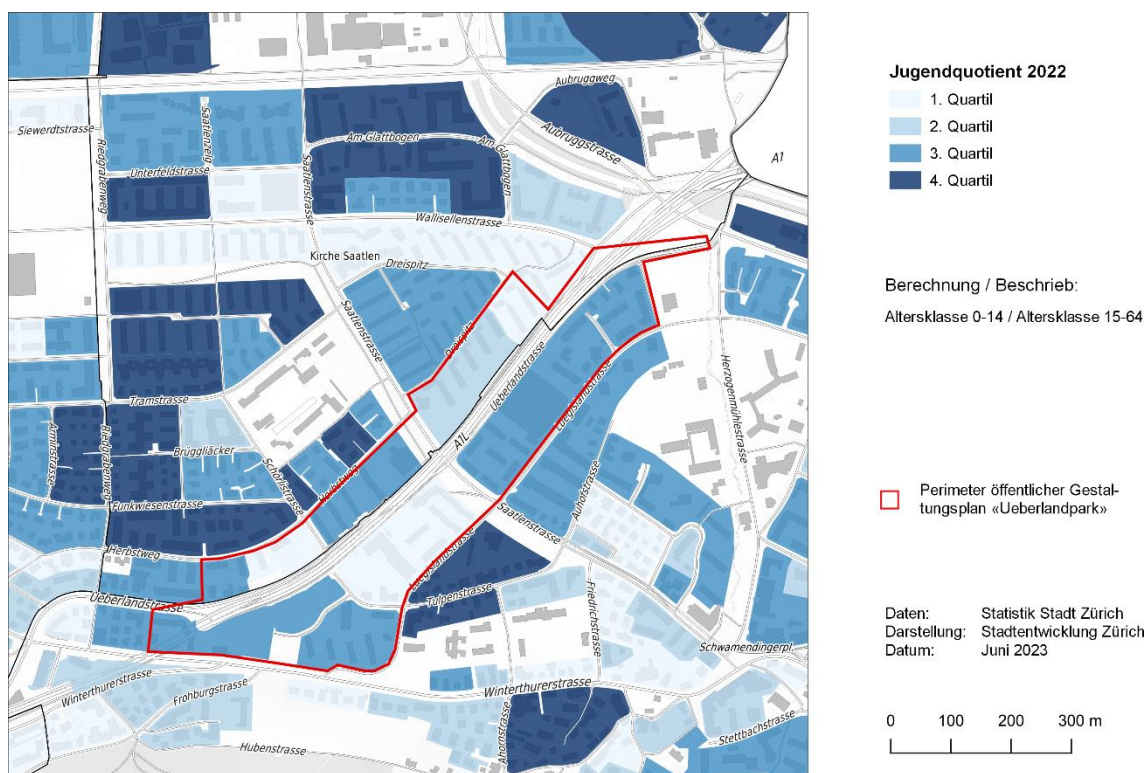 Aubruggweg
Siewerdtstrasse
Saatlenzelg
Am Glattbogen
Aubruggstrasse
A1
Riedgrabenweg
Unterfeldstrasse
Saatlenstrasse
Am Glattbogen
Wallisellenstrasse
Kirche Saatlen
Dreispitz
Saatlenstrasse
Dreispitz
Ueberlandstrasse
Luegislandstrasse
Herzogenmühlestrasse
Tramstrasse
A1L
Arminstrasse
Riedgrabenweg
Brüggliäcker
Schörlistrasse
Herbstweg
Funkwiesenstrasse
Auhofstrasse
Saatlenstrasse
Herbstweg
Luegislandstrasse
Ueberlandstrasse
Tulpenstrasse
Friedrichstrasse
Schwamendingerpl.
Winterthurerstrasse
Frohburgstrasse
Winterthurerstrasse
Ahornstrasse
Stettbachstrasse
Hubenstrasse
Jugendquotient 2022
1. Quartil
2. Quartil
3. Quartil
4. Quartil
Berechnung / Beschrieb:
Altersklasse 0-14 / Altersklasse 15-64
Perimeter öffentlicher Gestal-
tungsplan «Ueberlandpark»
Daten: Statistik Stadt Zürich
Darstellung: Stadtentwicklung Zürich
Datum: Juni 2023
0 100 200 300 m